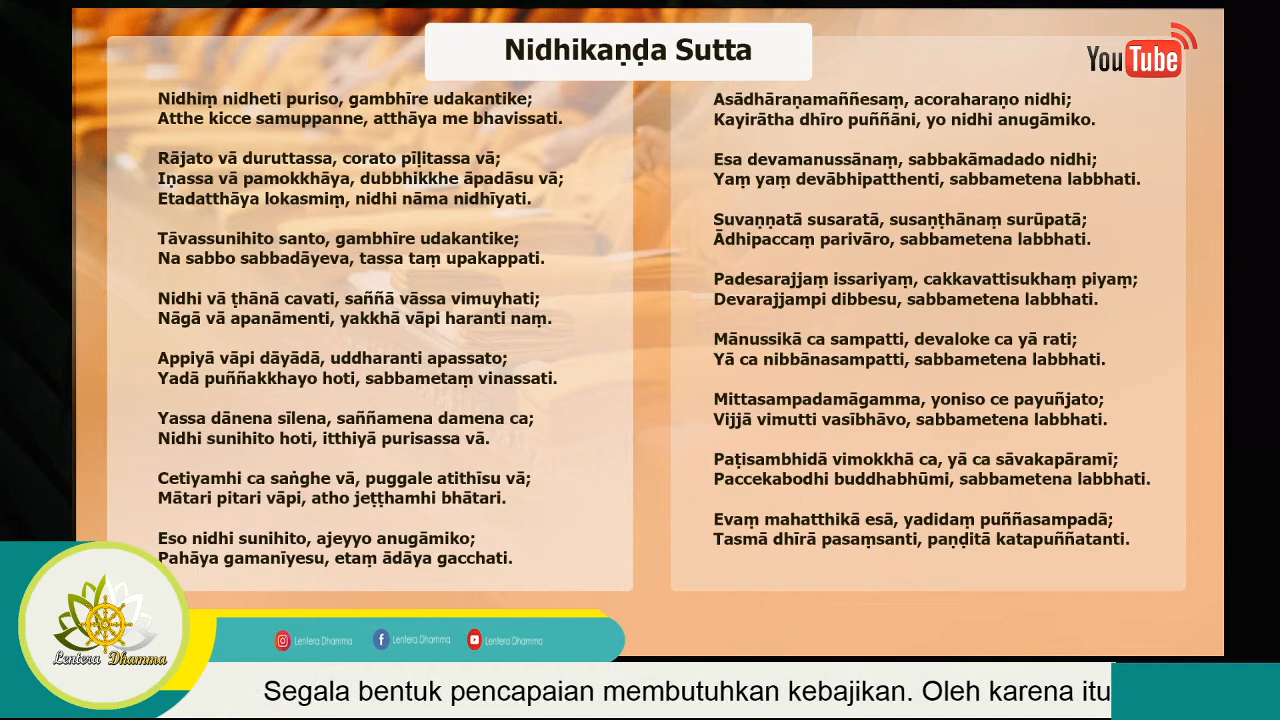 Nidhikaṇḍa Sutta
YouTube
Nidhiṃ nidheti puriso, gambhīre udakantike;
Atthe kicce samuppanne, atthāya me bhavissati.
Rājato vā duruttassa, corato pīḷitassa vā;
Iṇassa vā pamokkhāya, dubbhikkhe āpadāsu vā;
Etadatthāya lokasmiṃ, nidhi nāma nidhīyati.
Tāvassunihito santo, gambhīre udakantike;
Na sabbo sabbadāyeva, tassa taṃ upakappati.
Nidhi vā ṭhānā cavati, saññā vāssa vimuyhati;
Nāgā vā apanāmenti, yakkhā vāpi haranti naṃ.
Appiyā vāpi dāyādā, uddharanti apassato;
Yadā puññakkhayo hoti, sabbametaṃ vinassati.
Yassa dānena sīlena, saññamena damena ca;
Nidhi sunihito hoti, itthiyā purisassa vā.
Cetiyamhi ca saṅghe vā, puggale atithīsu vā;
Mātari pitari vāpi, atho jeṭṭhamhi bhātari.
Eso nidhi sunihito, ajeyyo anugāmiko;
Pahāya gamanīyesu, etaṃ ādāya gacchati.
Asādhāraṇamaññesaṃ, acoraharaṇo nidhi;
Kayirātha dhīro puññāni, yo nidhi anugāmiko.
Esa devamanussānaṃ, sabbakāmadado nidhi;
Yaṃ yaṃ devābhipatthenti, sabbametena labbhati.
Suvaṇṇatā susaratā, susaṇṭhānaṃ surūpatā;
Ādhipaccaṃ parivāro, sabbametena labbhati.
Padesarajjaṃ issariyaṃ, cakkavattisukhaṃ piyaṃ;
Devarajjampi dibbesu, sabbametena labbhati.
Mānussikā ca sampatti, devaloke ca yā rati;
Yā ca nibbānasampatti, sabbametena labbhati.
Mittasampadamāgamma, yoniso ce payuñjato;
Vijjā vimutti vasībhāvo, sabbametena labbhati.
Paṭisambhidā vimokkhā ca, yā ca sāvakapāramī;
Paccekabodhi buddhabhūmi, sabbametena labbhati.
Evaṃ mahatthikā esā, yadidaṃ puññasampadā;
Tasmā dhīrā pasaṃsanti, paṇḍitā katapuññatanti.
Lentera Dhamma
Lentera Dhamma Lentera Dhamma Lentera Dhamma
Segala bentuk pencapaian membutuhkan kebajikan. Oleh karena itu